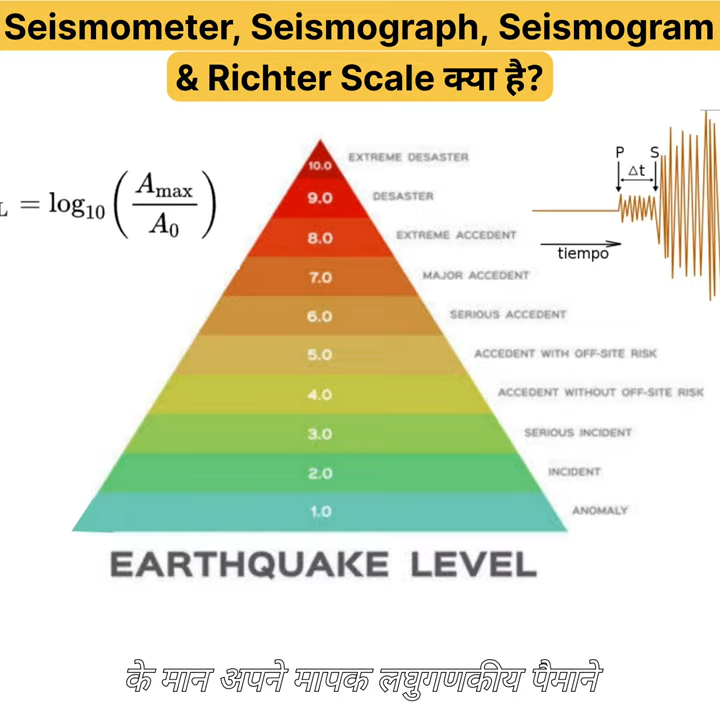 Seismometer, Seismograph, Seismogram
& Richter Scale क्या है?
L = log10 ( Amax / A0 )
P S
Δt
tiempo
10.0 EXTREME DESASTER
9.0 DESASTER
8.0 EXTREME ACCEDENT
7.0 MAJOR ACCEDENT
6.0 SERIOUS ACCEDENT
5.0 ACCEDENT WITH OFF-SITE RISK
4.0 ACCEDENT WITHOUT OFF-SITE RISK
3.0 SERIOUS INCIDENT
2.0 INCIDENT
1.0 ANOMALY
EARTHQUAKE LEVEL
के मान अपने मापक लघुगणकीय पैमाने